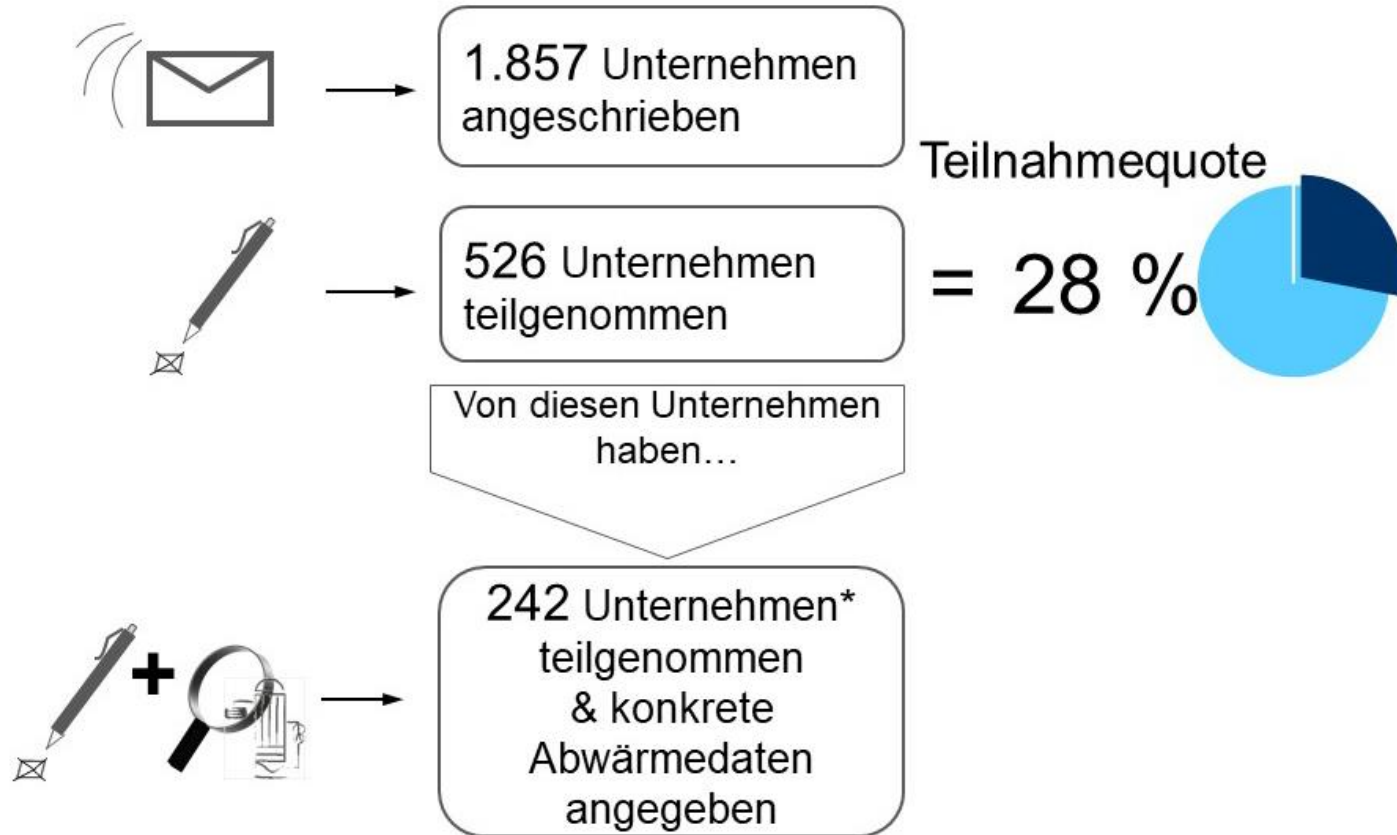 1.857 Unternehmen
angeschrieben
Teilnahmequote
526 Unternehmen
teilgenommen
= 28 %
Von diesen Unternehmen
haben…
242 Unternehmen*
teilgenommen
& konkrete
Abwärmedaten
angegeben